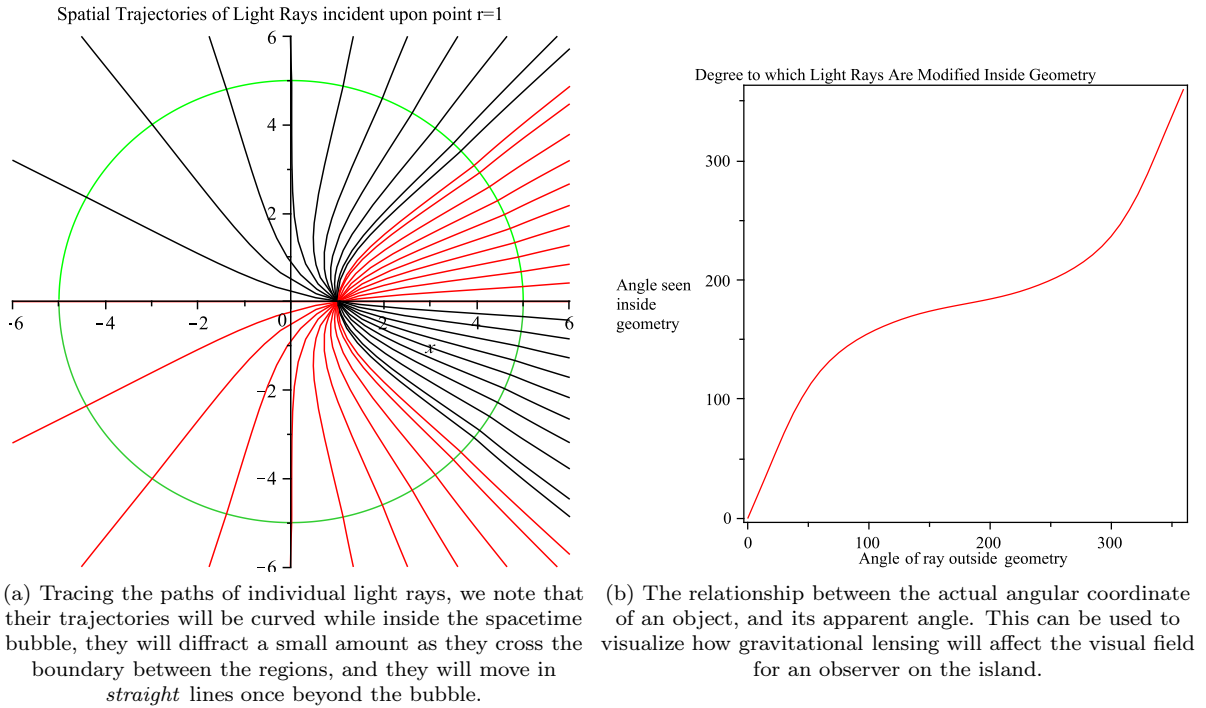 Spatial Trajectories of Light Rays incident upon point r=1
6
4
2
-6
-4
-2
0
2
4
6
x
-2
-4
-6
(a) Tracing the paths of individual light rays, we note that
their trajectories will be curved while inside the spacetime
bubble, they will diffract a small amount as they cross the
boundary between the regions, and they will move in
straight lines once beyond the bubble.
Degree to which Light Rays Are Modified Inside Geometry
300
200
100
0
Angle seen
inside
geometry
0
100
200
300
Angle of ray outside geometry
(b) The relationship between the actual angular coordinate
of an object, and its apparent angle. This can be used to
visualize how gravitational lensing will affect the visual field
for an observer on the island.